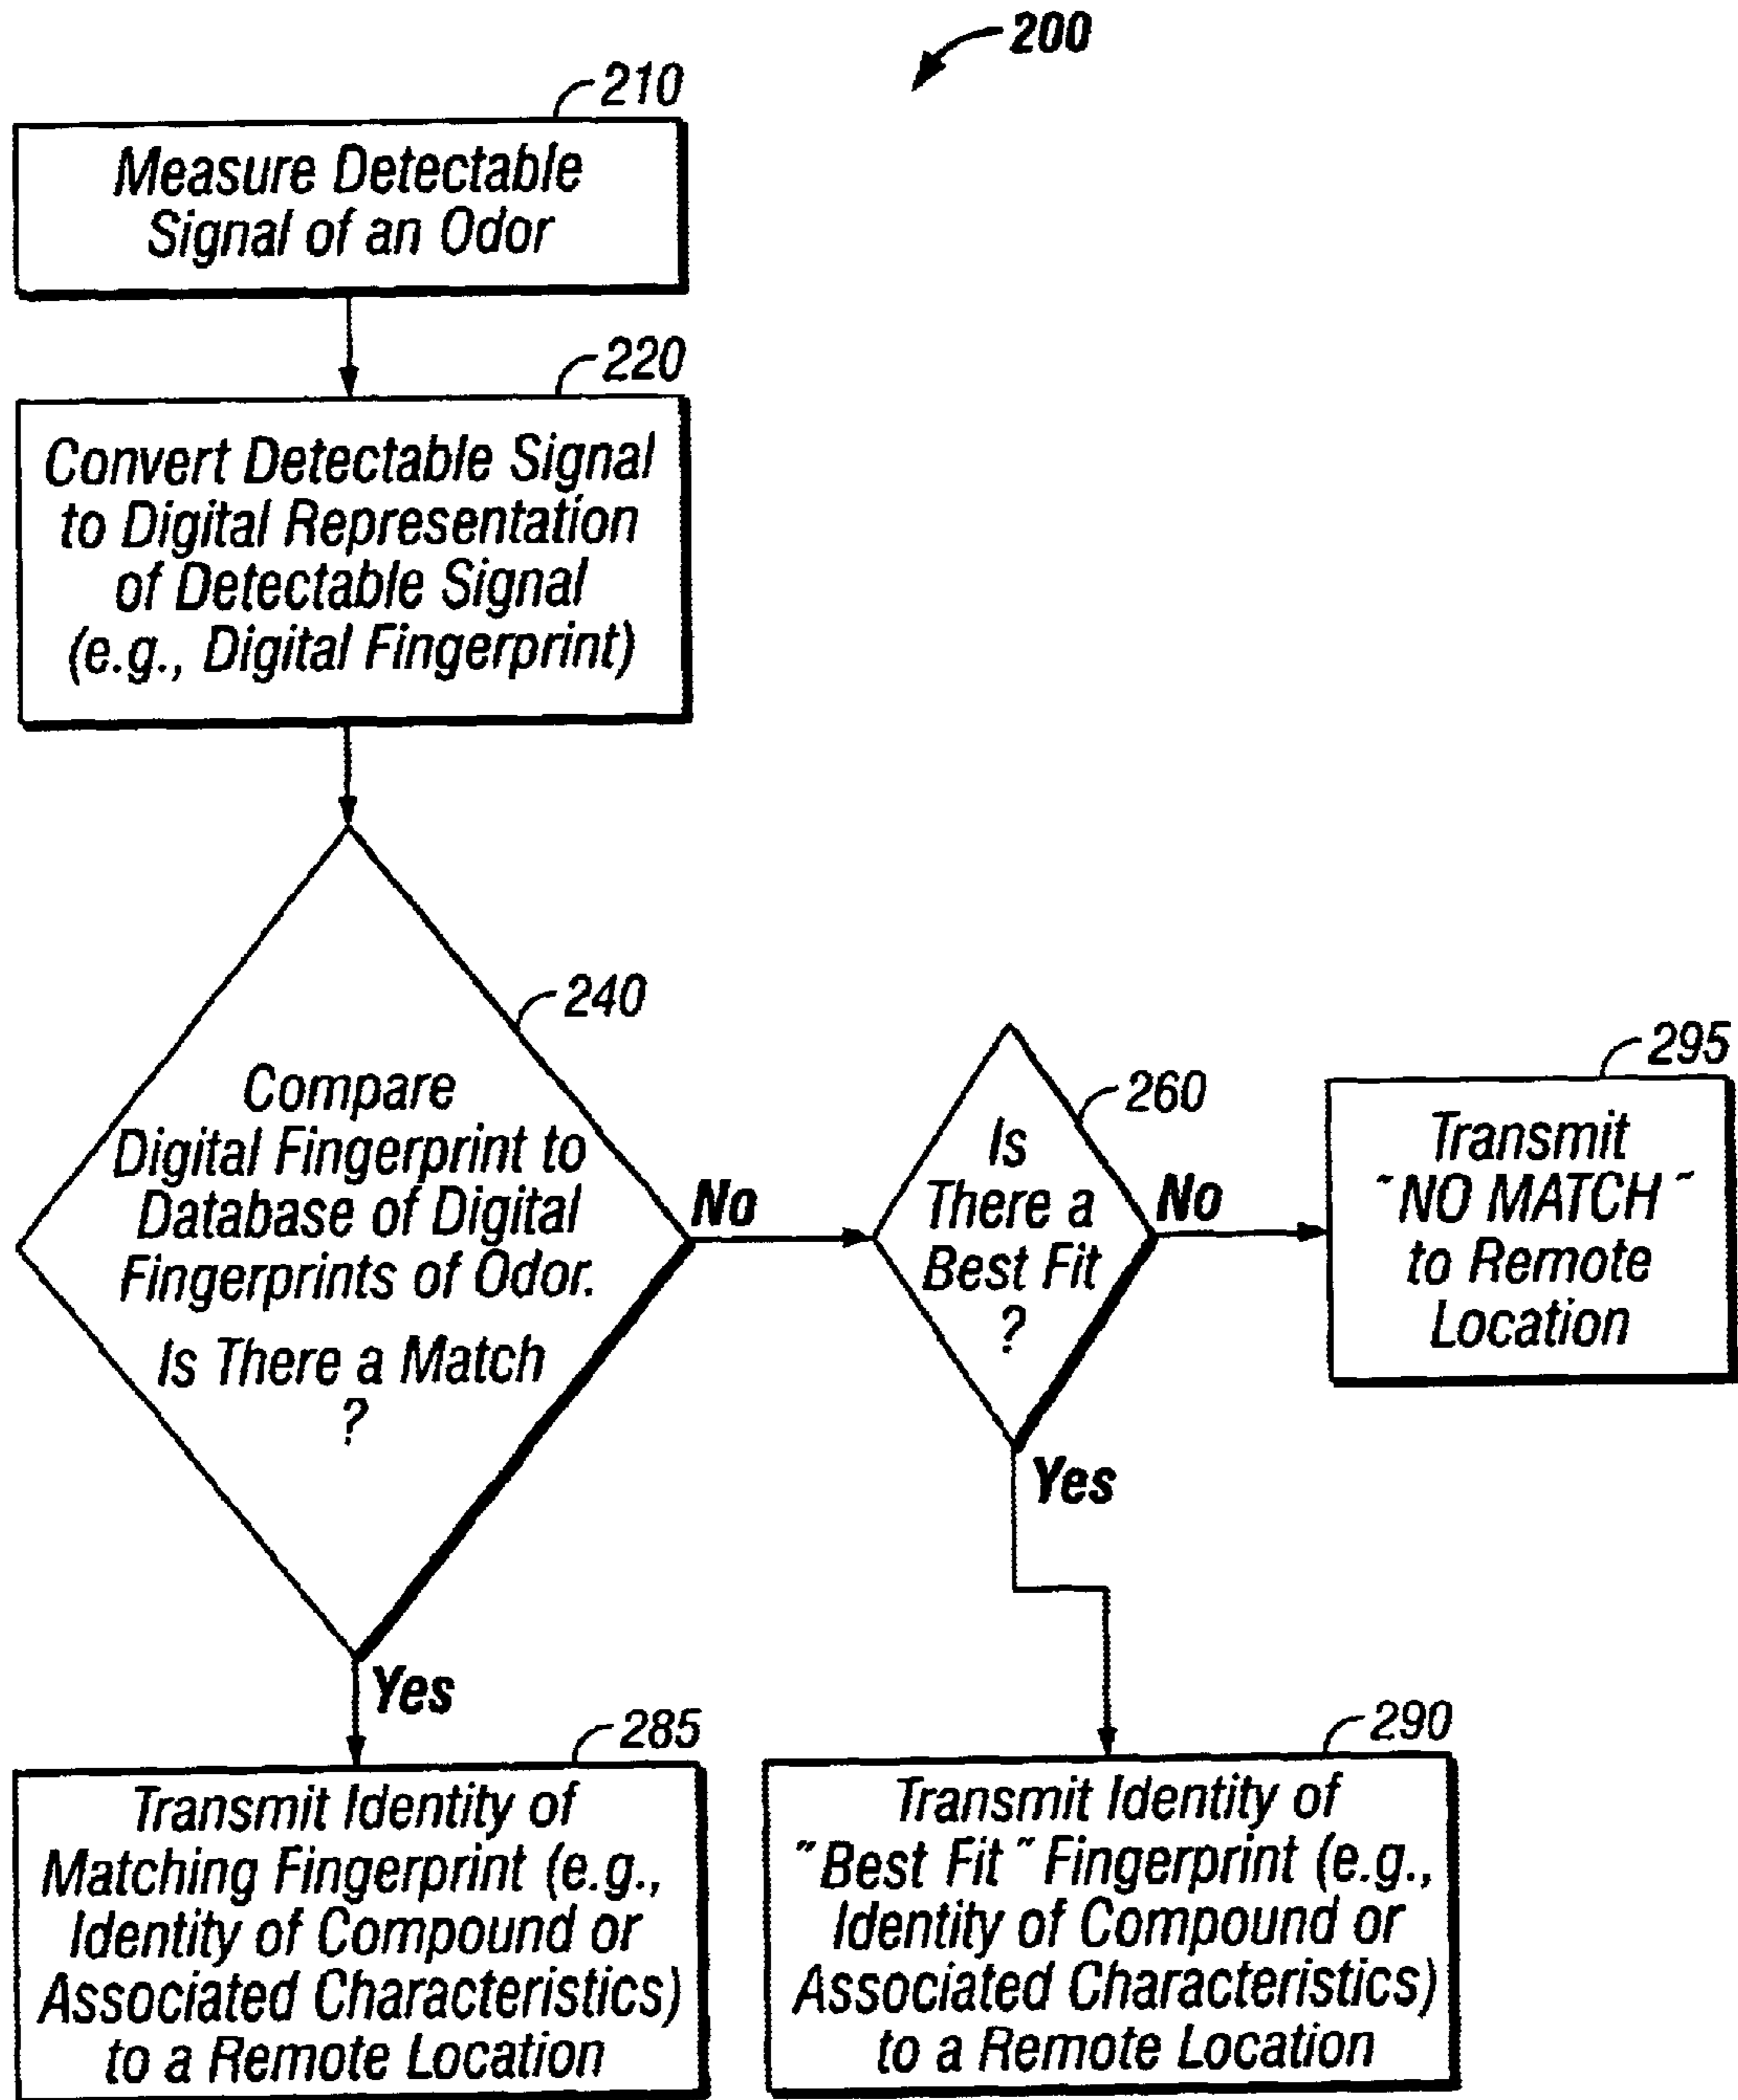 200
210
Measure Detectable
Signal of an Odor
220
Convert Detectable Signal
to Digital Representation
of Detectable Signal
(e.g., Digital Fingerprint)
240
Compare
Digital Fingerprint to
Database of Digital
Fingerprints of Odor.
Is There a Match
?
No
260
Is
There a
Best Fit
?
No
295
Transmit
"NO MATCH"
to Remote
Location
Yes
285
Transmit Identity of
Matching Fingerprint (e.g.,
Identity of Compound or
Associated Characteristics)
to a Remote Location
Yes
290
Transmit Identity of
"Best Fit" Fingerprint (e.g.,
Identity of Compound or
Associated Characteristics)
to a Remote Location